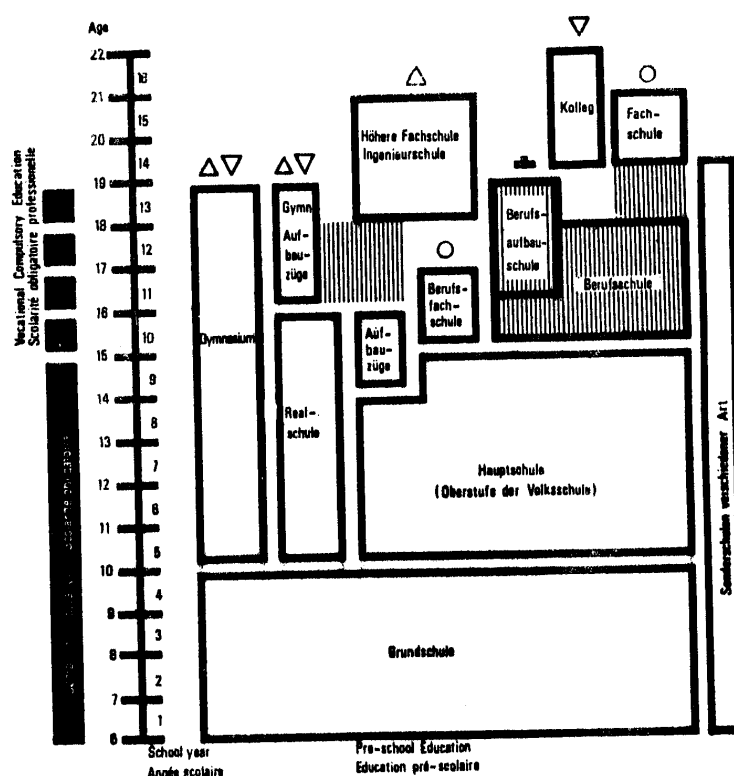 Age
22
16
21
15
20
14
19
13
18
12
17
11
16
10
15
9
14
8
13
7
12
6
11
5
10
4
9
3
8
2
7
1
6
Vocational Compulsory Education
Scolarité obligatoire professionelle
Kolleg
Fach-
schule
Höhere Fachschule
Ingenieurschule
Gymn
Auf-
bau-
züge
Berufs-
aufbau-
schule
Berufsschule
Berufs-
fach-
schule
Gymnasium
Auf-
bau-
züge
Real-
schule
Hauptschule
(Oberstufe der Volksschule)
Grundschule
Sonderschulen verschiedener Art
School year
Année scolaire
Pre-school Education
Education pré-scolaire